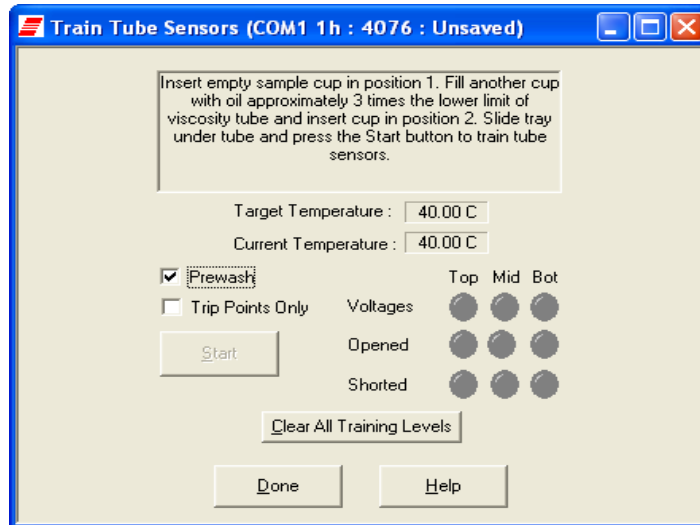 Train Tube Sensors (COM1 1h : 4076 : Unsaved)
Insert empty sample cup in position 1. Fill another cup
with oil approximately 3 times the lower limit of
viscosity tube and insert cup in position 2. Slide tray
under tube and press the Start button to train tube
sensors.
Target Temperature : 40.00 C
Current Temperature : 40.00 C
Prewash
Top Mid Bot
Trip Points Only
Voltages
Start
Opened
Shorted
Clear All Training Levels
Done Help